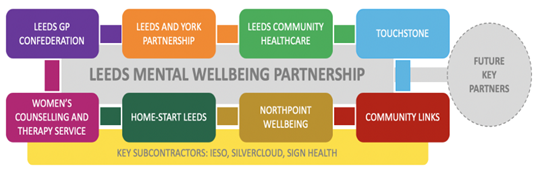 LEEDS GP
CONFEDERATION
LEEDS AND YORK
PARTNERSHIP
LEEDS COMMUNITY
HEALTHCARE
TOUCHSTONE
LEEDS MENTAL WELLBEING PARTNERSHIP
FUTURE
KEY
PARTNERS
WOMEN'S
COUNSELLING AND
THERAPY SERVICE
HOME-START LEEDS
NORTHPOINT
WELLBEING
COMMUNITY LINKS
KEY SUBCONTRACTORS: IESO, SILVERCLOUD, SIGN HEALTH